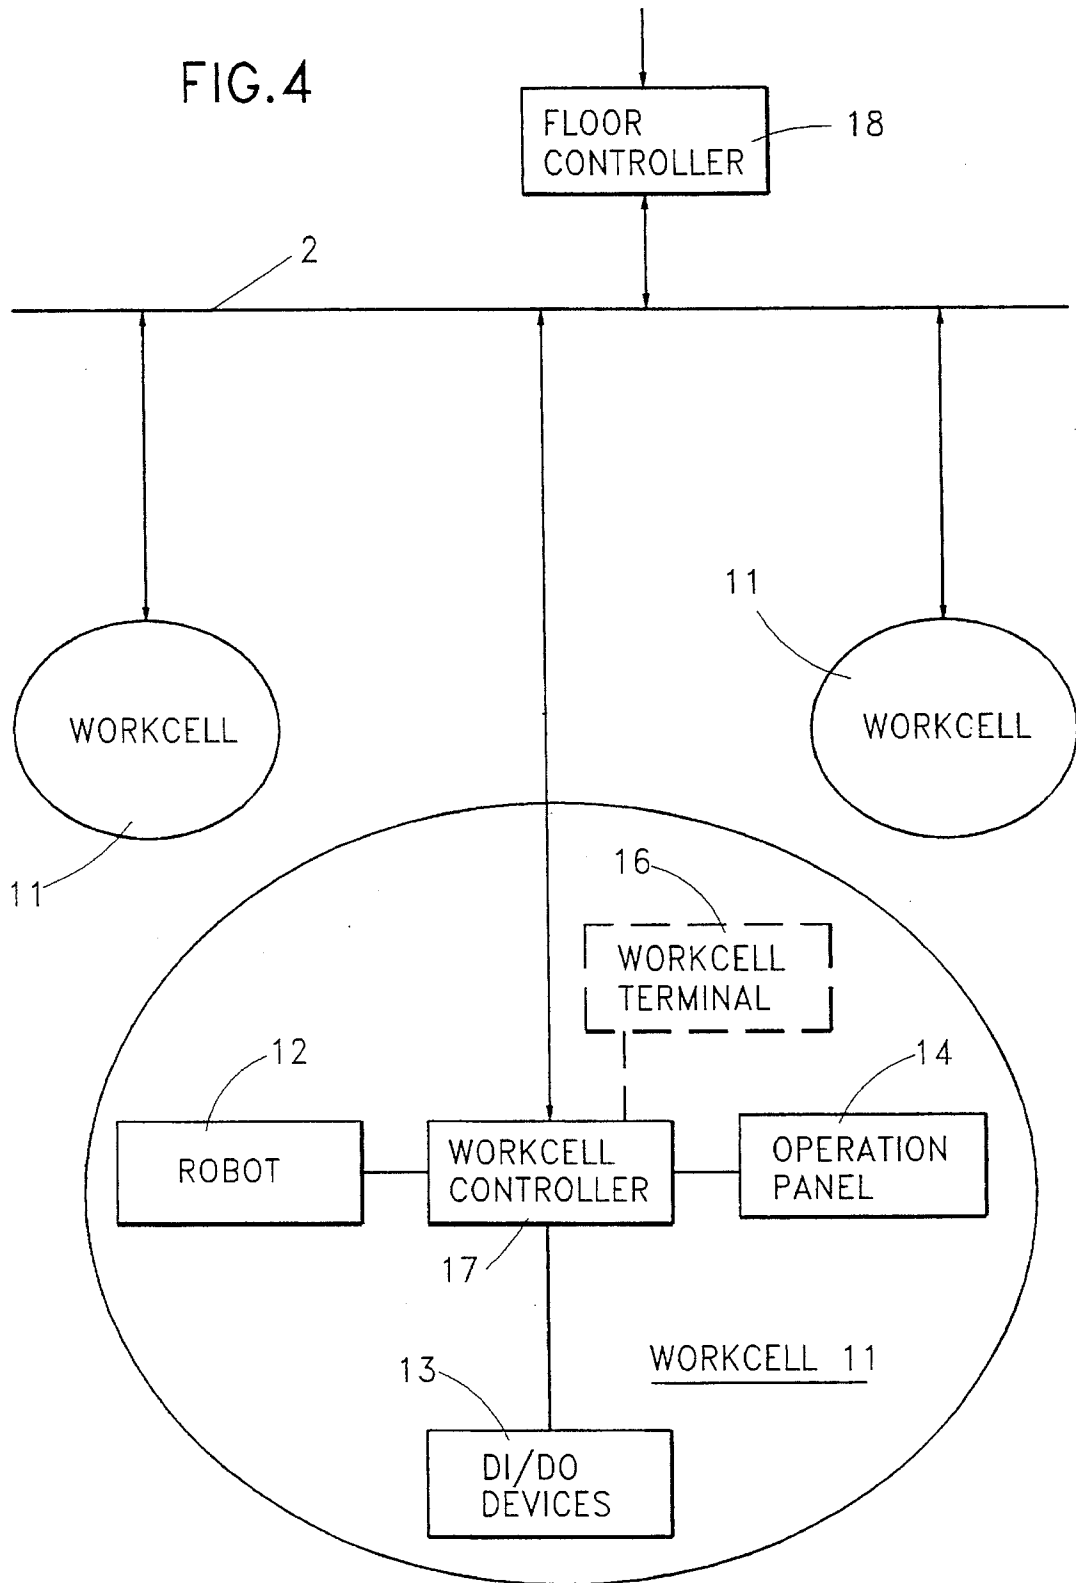 FIG.4
FLOOR
CONTROLLER
18
2
11
WORKCELL
WORKCELL
11
16
WORKCELL
TERMINAL
12
14
ROBOT
WORKCELL
CONTROLLER
OPERATION
PANEL
17
WORKCELL 11
13
DI/DO
DEVICES